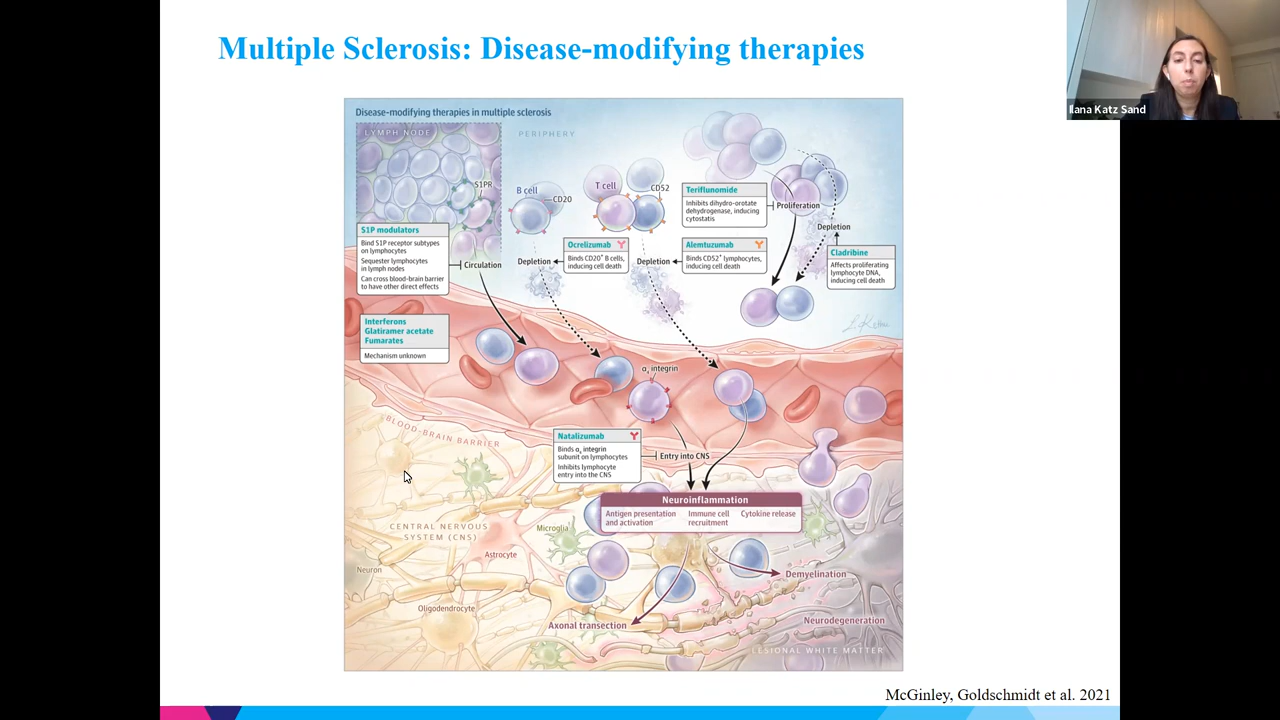 Multiple Sclerosis: Disease-modifying therapies
Ilana Katz Sand
Disease-modifying therapies in multiple sclerosis
LYMPH NODE
PERIPHERY
S1PR
B cell
CD20
T cell
CD52
Teriflunomide
Inhibits dihydro-orotate
dehydrogenase, inducing
cytostatis
Proliferation
Depletion
S1P modulators
Bind S1P receptor subtypes
on lymphocytes
Sequester lymphocytes
in lymph nodes
Can cross blood-brain barrier
to have other direct effects
Circulation
Depletion
Ocrelizumab
Binds CD20+ B cells,
inducing cell death
Depletion
Alemtuzumab
Binds CD52+ lymphocytes,
inducing cell death
Cladribine
Affects proliferating
lymphocyte DNA,
inducing cell death
Interferons
Glatiramer acetate
Fumarates
Mechanism unknown
α4 integrin
BLOOD-BRAIN BARRIER
Natalizumab
Binds α4 integrin
subunit on lymphocytes
Inhibits lymphocyte
entry into the CNS
Entry into CNS
Neuroinflammation
Antigen presentation
and activation
Immune cell
recruitment
Cytokine release
CENTRAL NERVOUS
SYSTEM (CNS)
Microglia
Astrocyte
Neuron
Oligodendrocyte
Demyelination
Axonal transection
Neurodegeneration
LESIONAL WHITE MATTER
McGinley, Goldschmidt et al. 2021